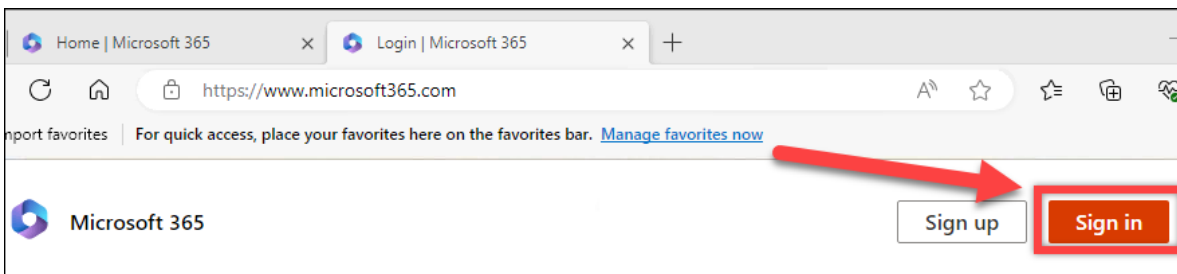 Home | Microsoft 365
Login | Microsoft 365
https://www.microsoft365.com
mport favorites
For quick access, place your favorites here on the favorites bar. Manage favorites now
Microsoft 365
Sign up
Sign in